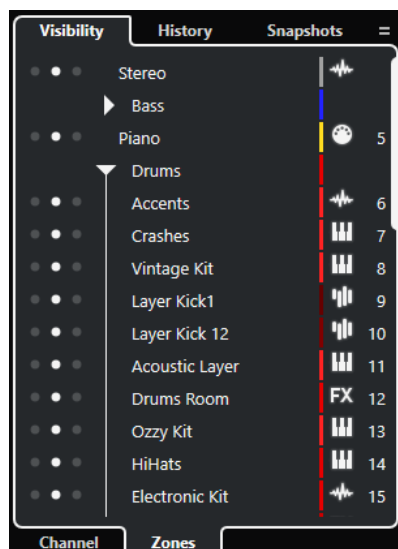 Visibility History Snapshots
Stereo
Bass
Piano 5
Drums
Accents 6
Crashes 7
Vintage Kit 8
Layer Kick1 9
Layer Kick 12 10
Acoustic Layer 11
Drums Room FX 12
Ozzy Kit 13
HiHats 14
Electronic Kit 15
Channel Zones